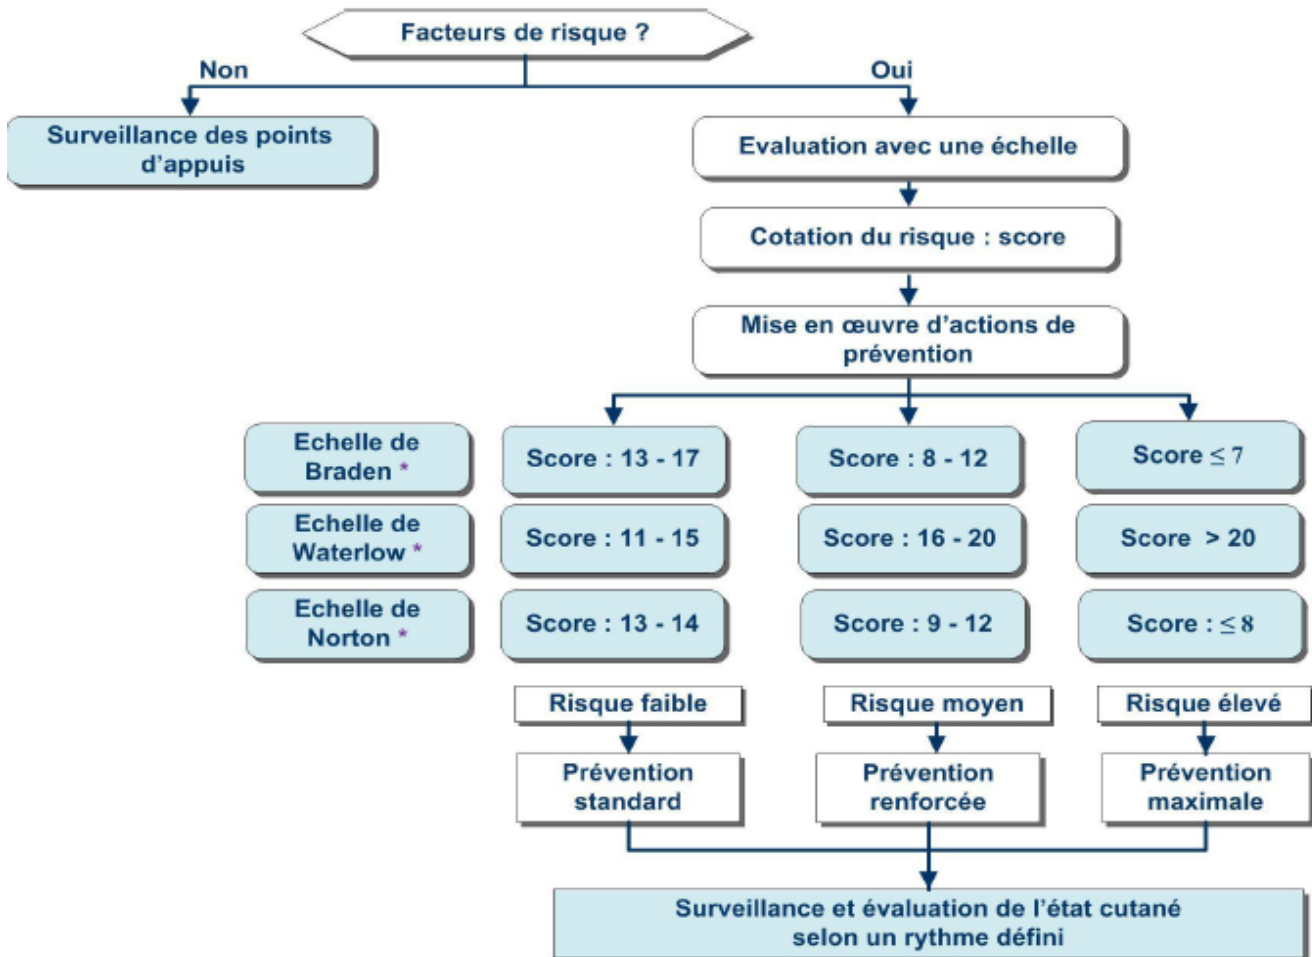 Facteurs de risque ?
Non
Oui
Surveillance des points
d'appuis
Evaluation avec une échelle
Cotation du risque : score
Mise en œuvre d'actions de
prévention
Echelle de
Braden *
Score : 13 - 17
Score : 8 - 12
Score ≤ 7
Echelle de
Waterlow *
Score : 11 - 15
Score : 16 - 20
Score > 20
Echelle de
Norton *
Score : 13 - 14
Score : 9 - 12
Score : ≤ 8
Risque faible
Risque moyen
Risque élevé
Prévention
standard
Prévention
renforcée
Prévention
maximale
Surveillance et évaluation de l'état cutané
selon un rythme défini